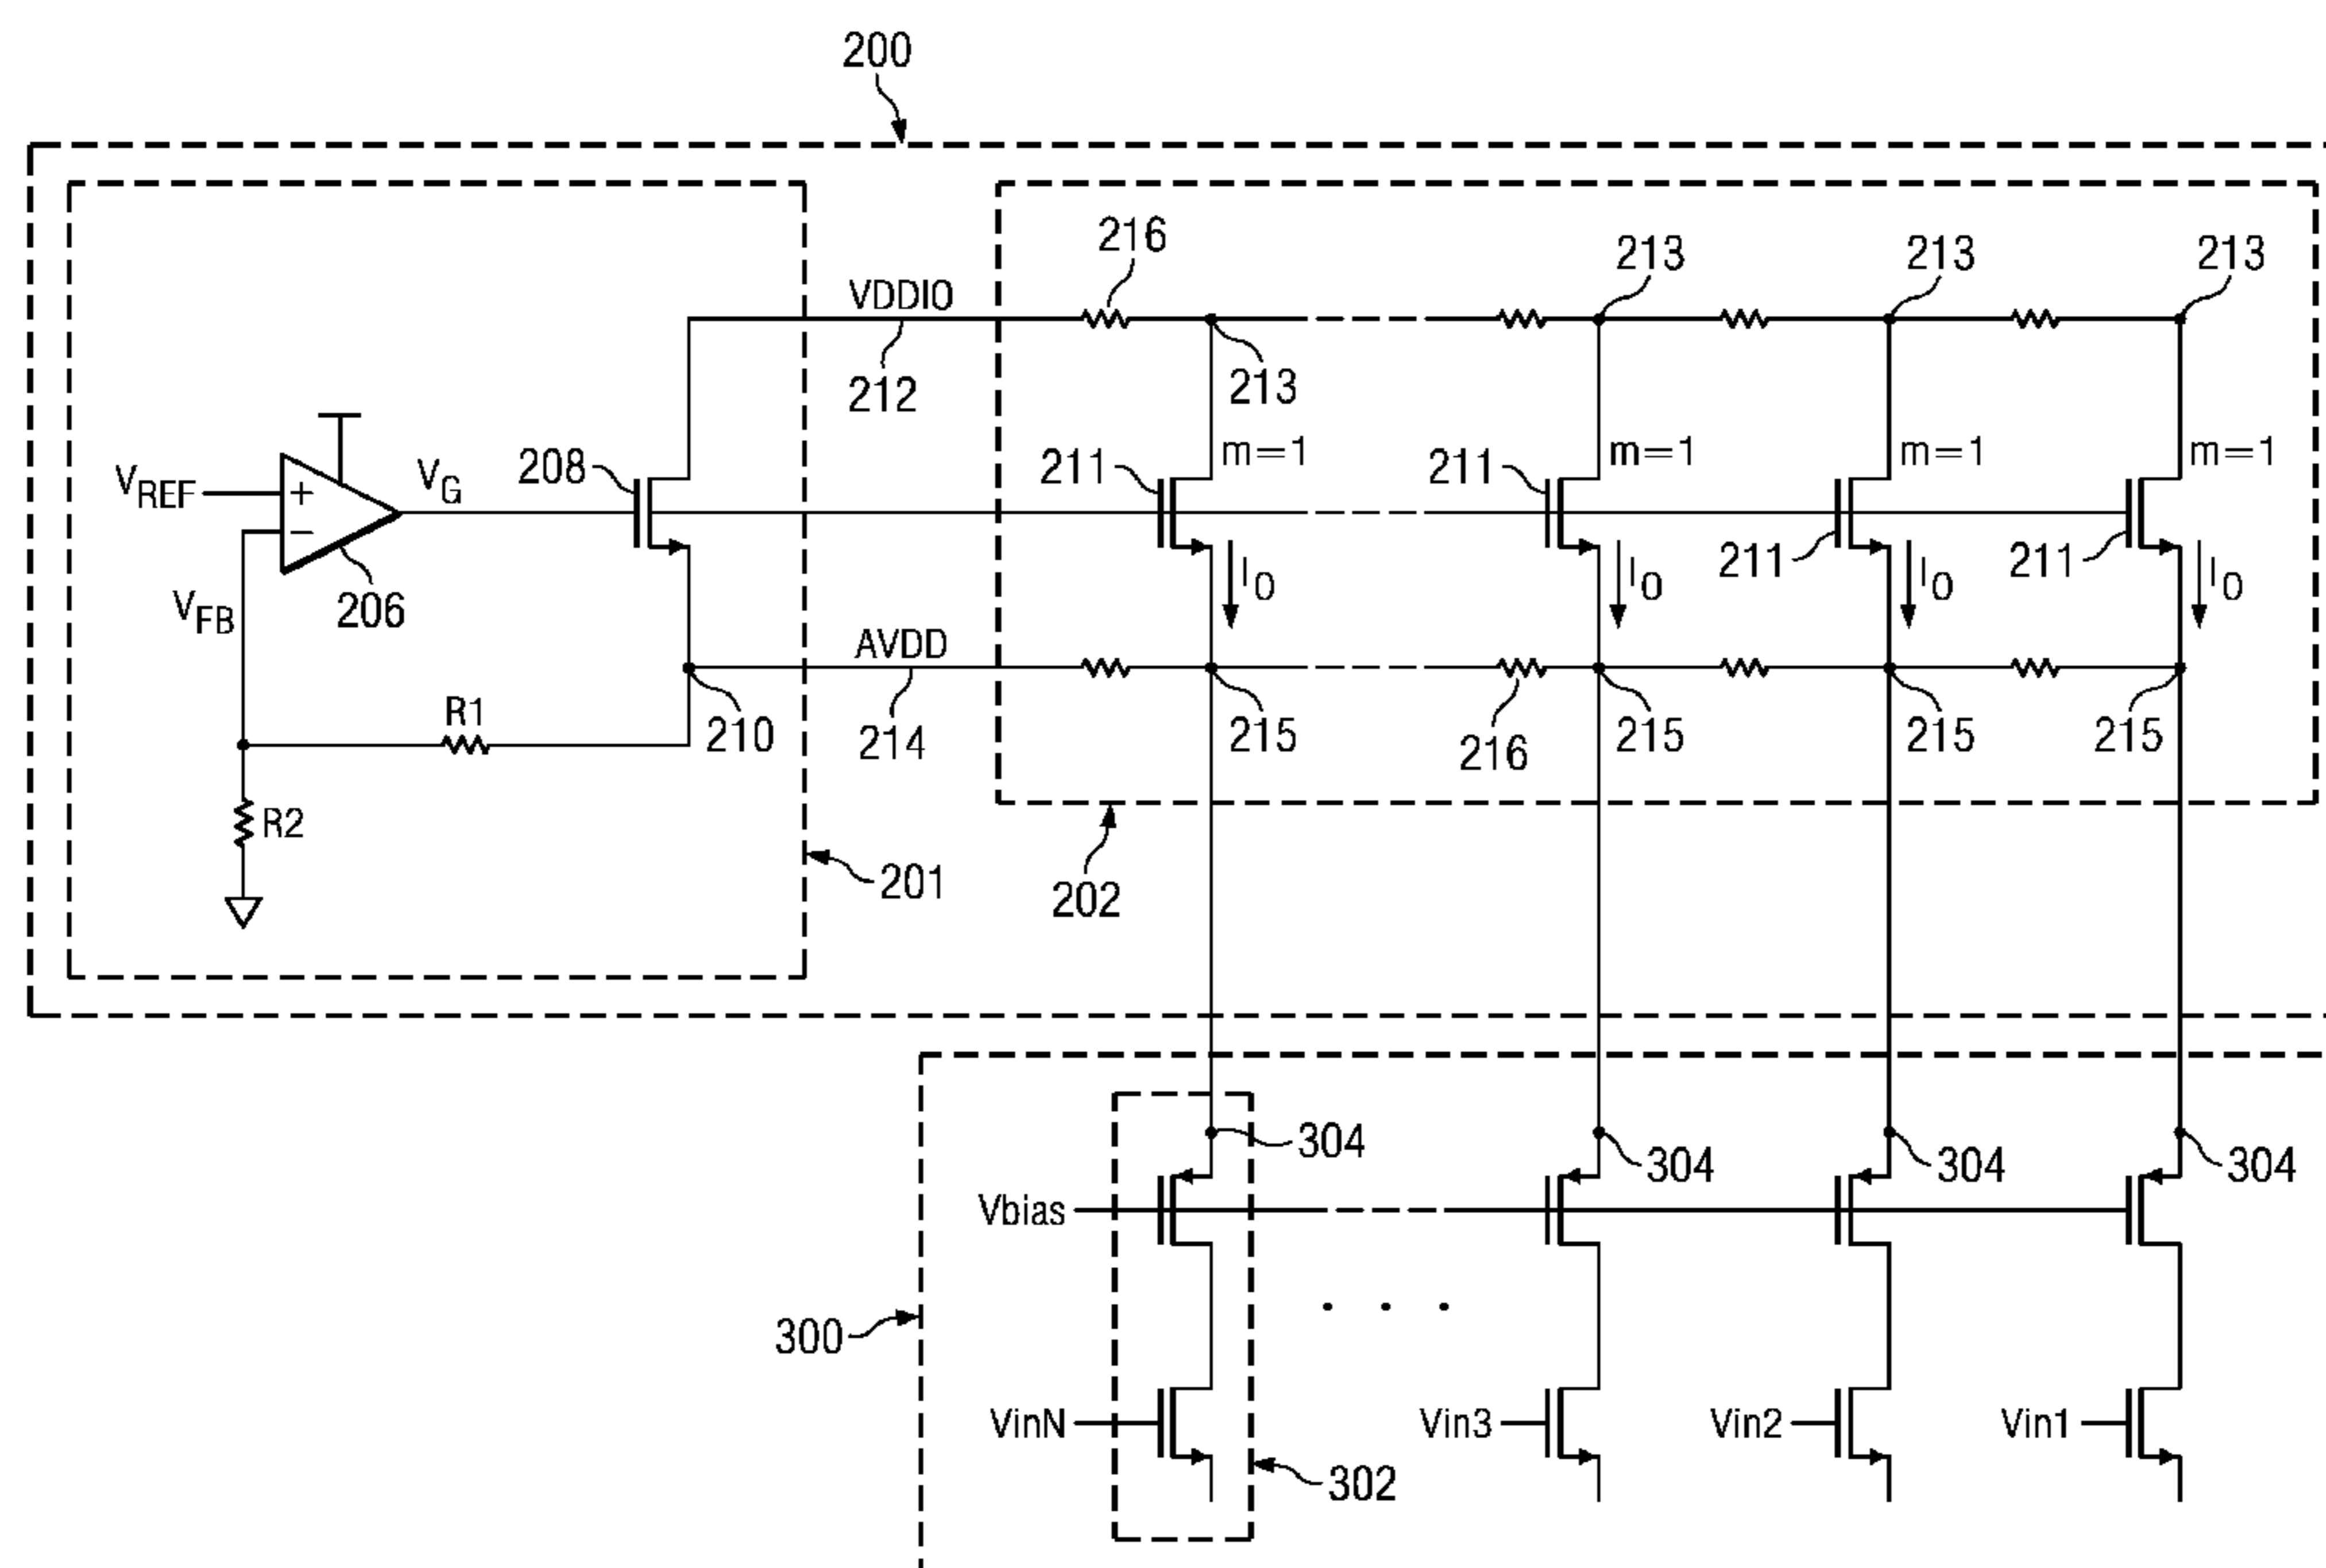 200
216
213
213
213
VDDIO
212
213
m=1
m=1
m=1
m=1
VREF
+
−
VG
208
211
211
211
211
IO
IO
IO
IO
VFB
206
AVDD
R1
210
214
215
216
215
215
215
R2
201
202
304
304
304
304
Vbias
300
VinN
Vin3
Vin2
Vin1
302